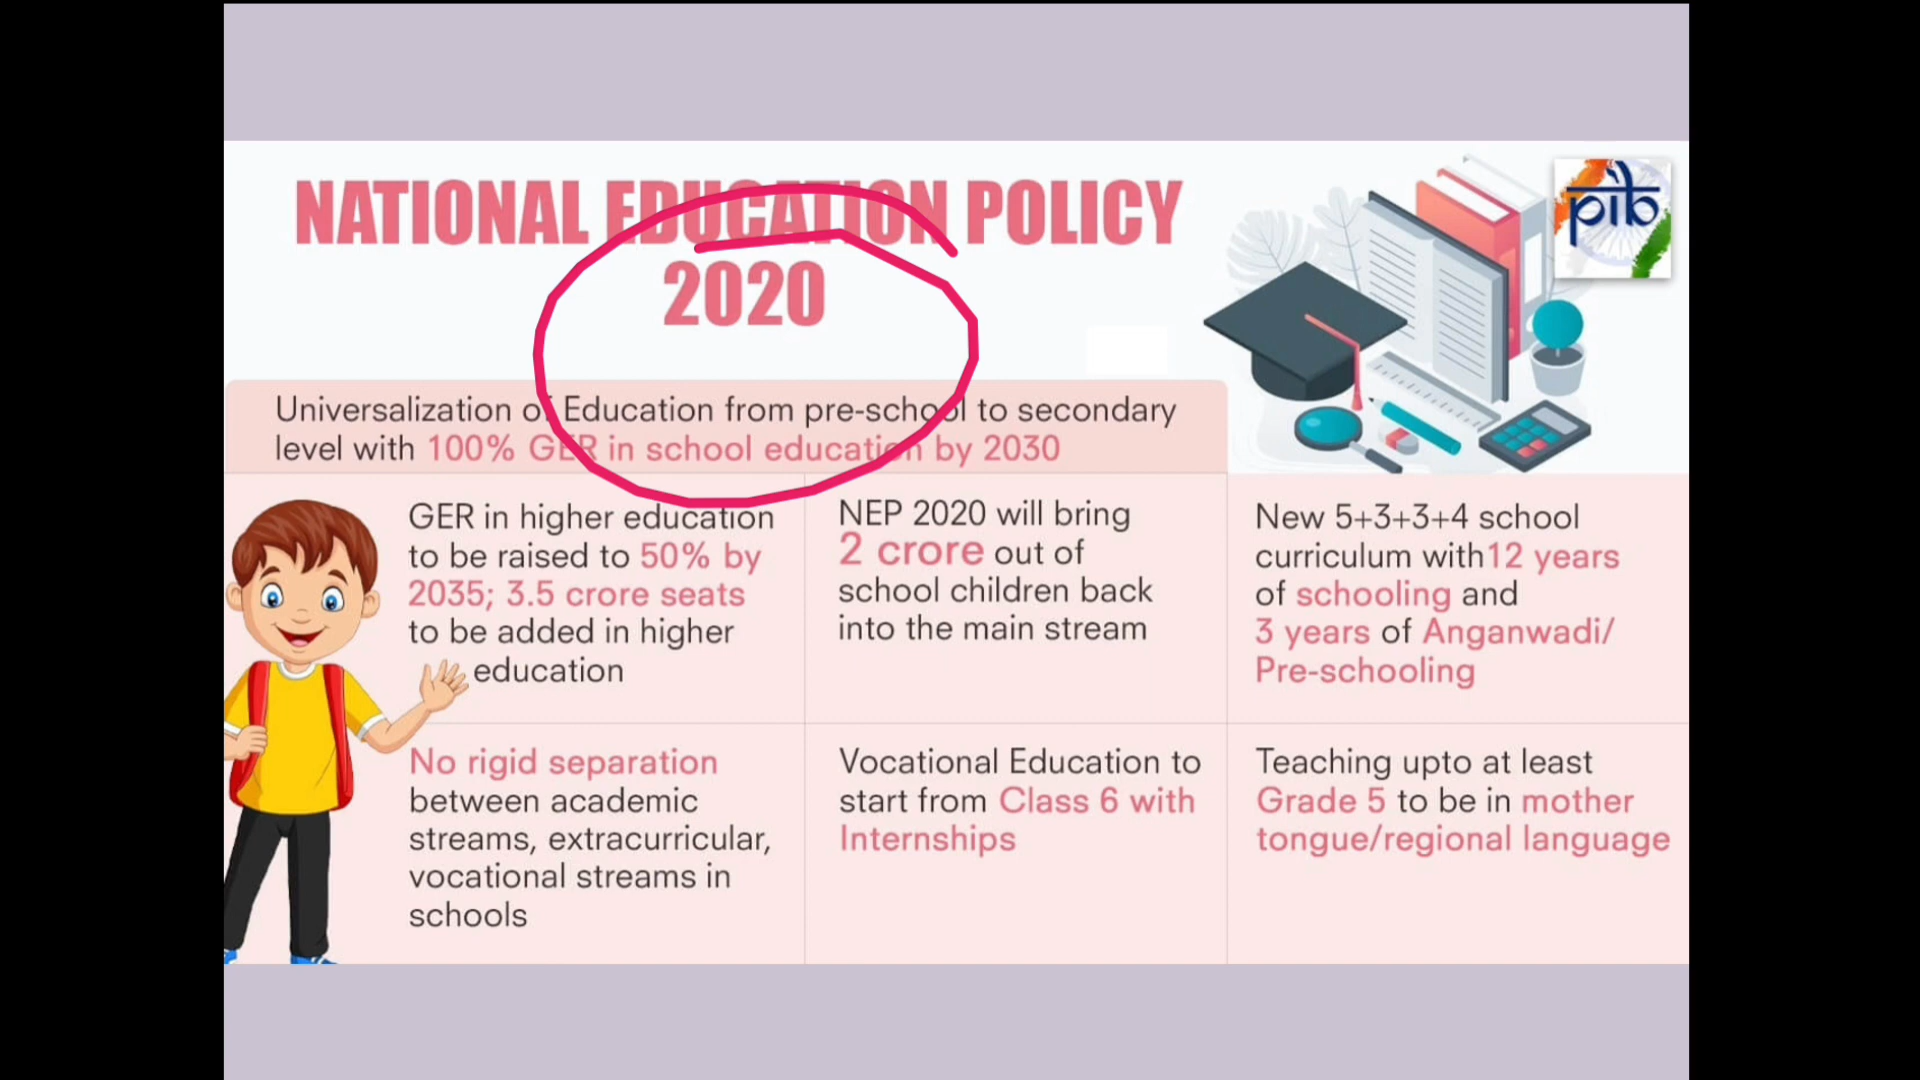 NATIONAL EDUCATION POLICY
2020
pib
Universalization of Education from pre-school to secondary
level with 100% GER in school education by 2030
GER in higher education
to be raised to 50% by
2035; 3.5 crore seats
to be added in higher
education
NEP 2020 will bring
2 crore out of
school children back
into the main stream
New 5+3+3+4 school
curriculum with12 years
of schooling and
3 years of Anganwadi/
Pre-schooling
No rigid separation
between academic
streams, extracurricular,
vocational streams in
schools
Vocational Education to
start from Class 6 with
Internships
Teaching upto at least
Grade 5 to be in mother
tongue/regional language